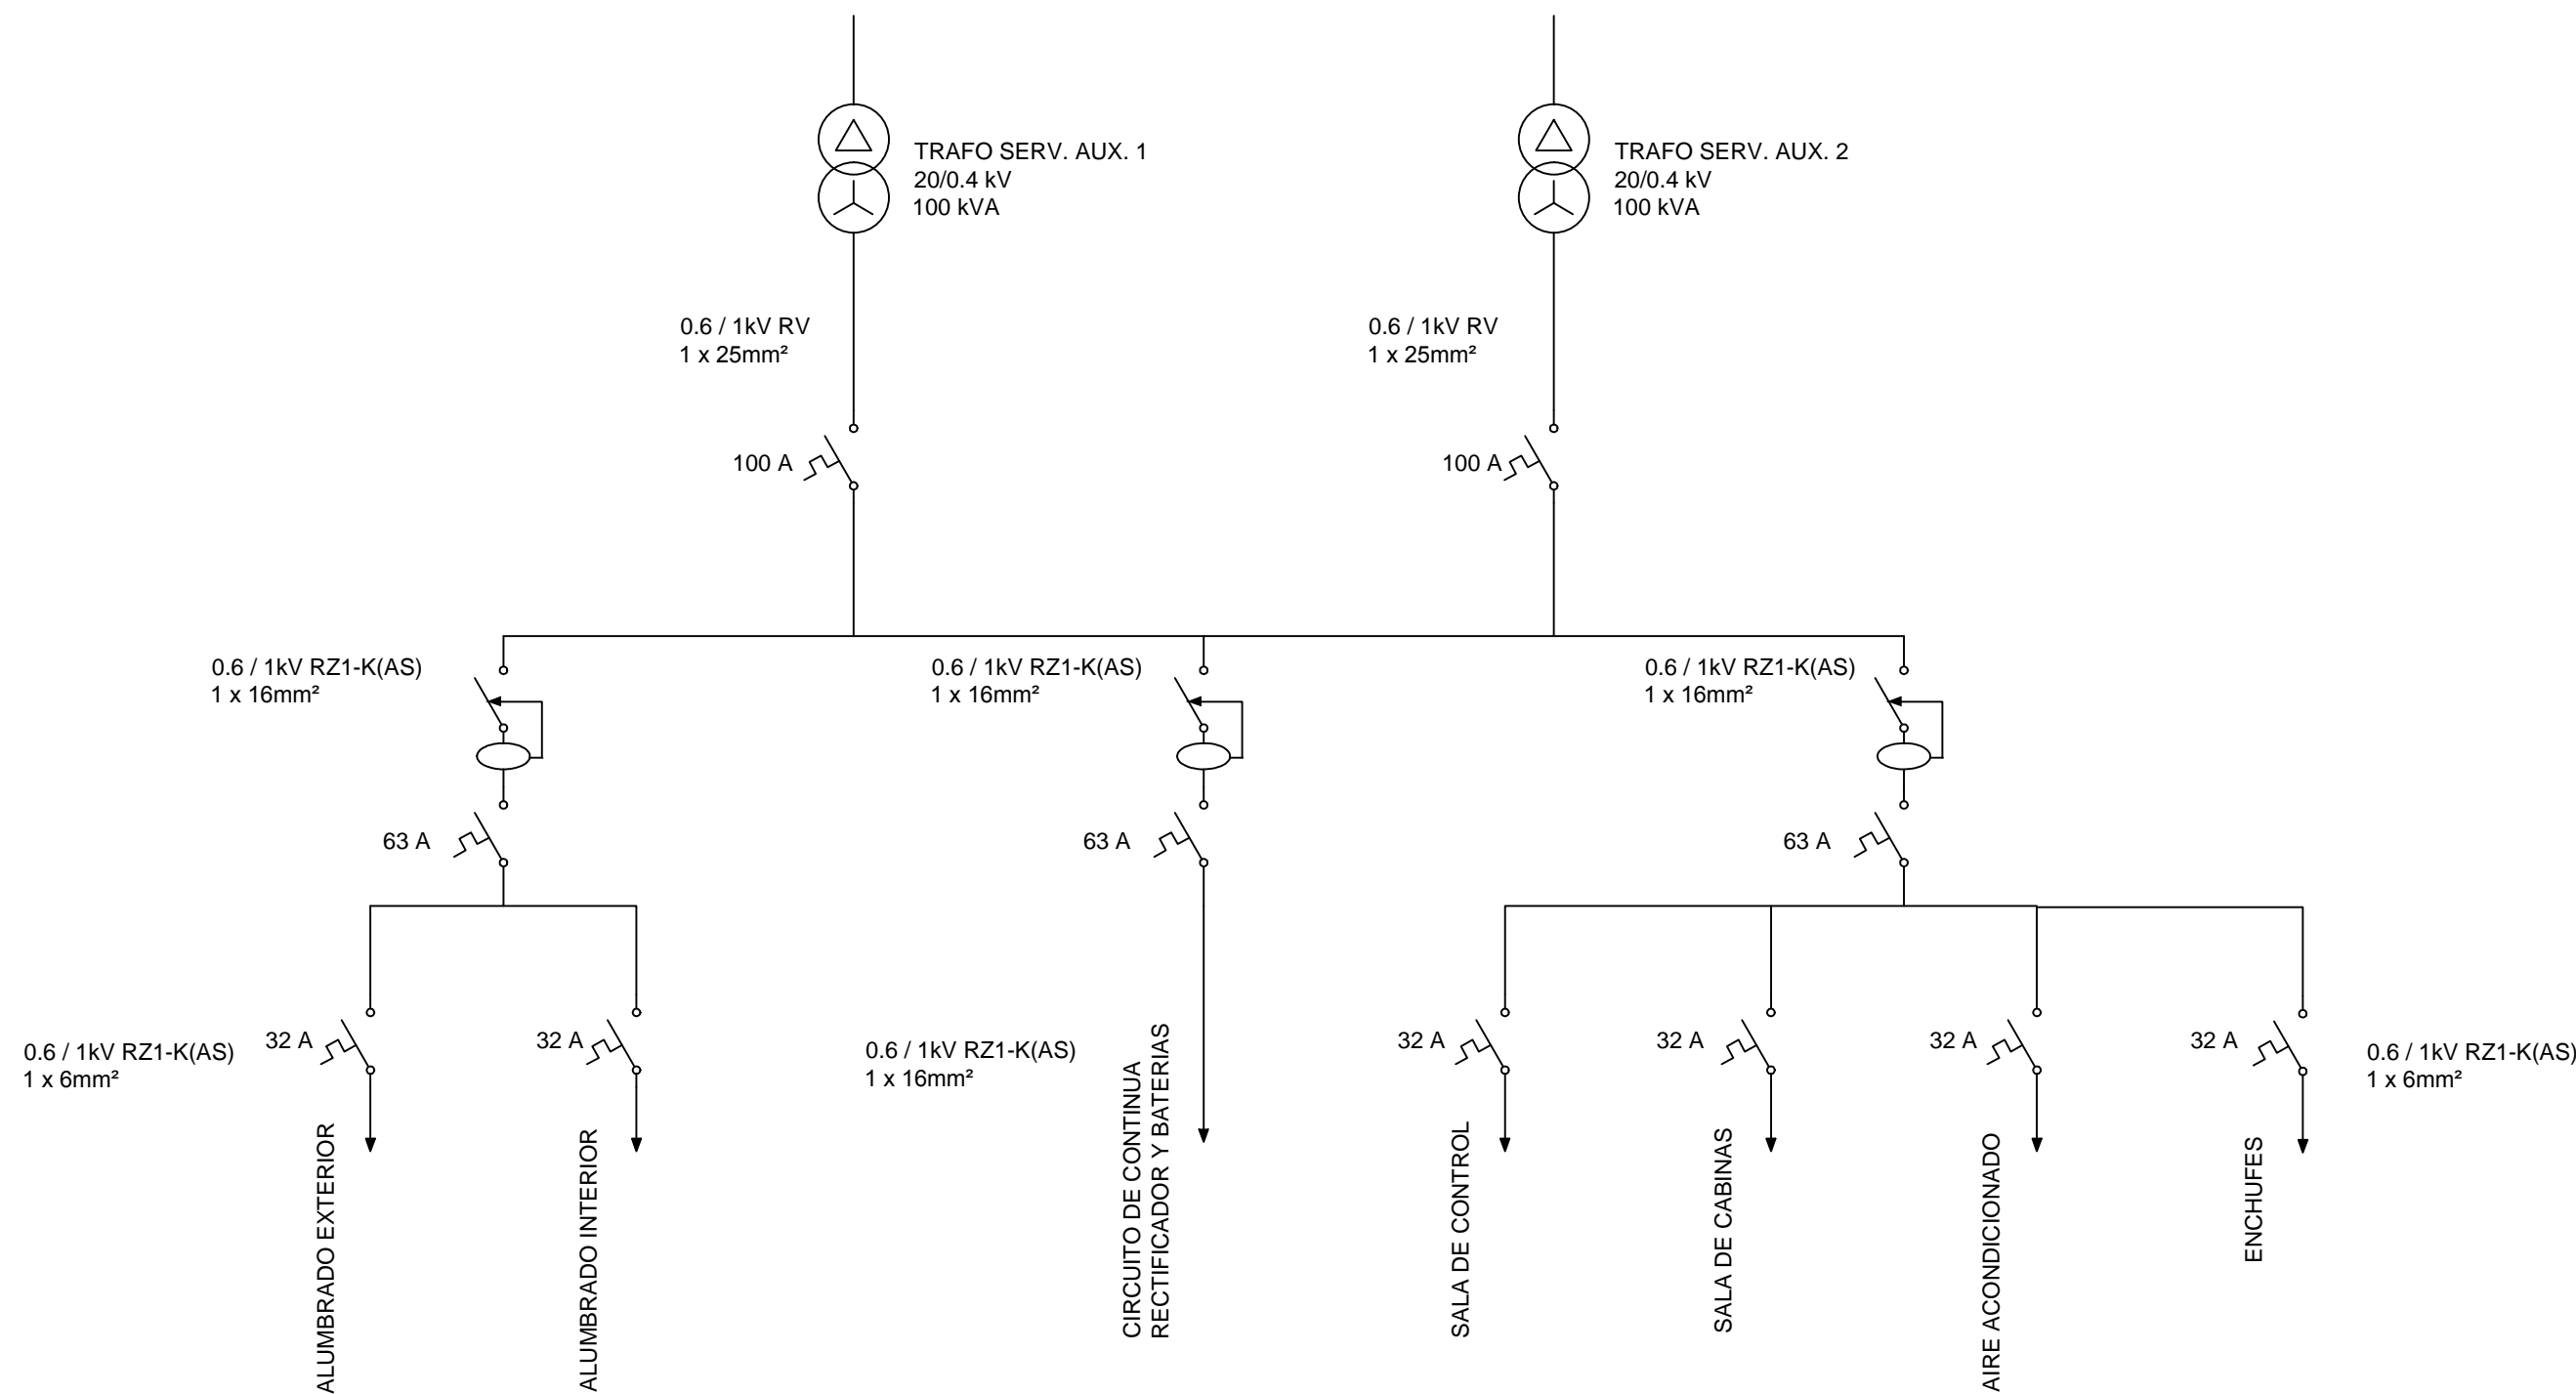 TRAFO SERV. AUX. 1
20/0.4 kV
100 kVA
TRAFO SERV. AUX. 2
20/0.4 kV
100 kVA
0.6 / 1kV RV
1 x 25mm²
0.6 / 1kV RV
1 x 25mm²
100 A
100 A
0.6 / 1kV RZ1-K(AS)
1 x 16mm²
0.6 / 1kV RZ1-K(AS)
1 x 16mm²
0.6 / 1kV RZ1-K(AS)
1 x 16mm²
63 A
63 A
63 A
0.6 / 1kV RZ1-K(AS)
1 x 6mm²
32 A
32 A
0.6 / 1kV RZ1-K(AS)
1 x 16mm²
32 A
32 A
32 A
32 A
0.6 / 1kV RZ1-K(AS)
1 x 6mm²
ALUMBRADO EXTERIOR
ALUMBRADO INTERIOR
CIRCUITO DE CONTINUA
RECTIFICADOR Y BATERIAS
SALA DE CONTROL
SALA DE CABINAS
AIRE ACONDICIONADO
ENCHUFES